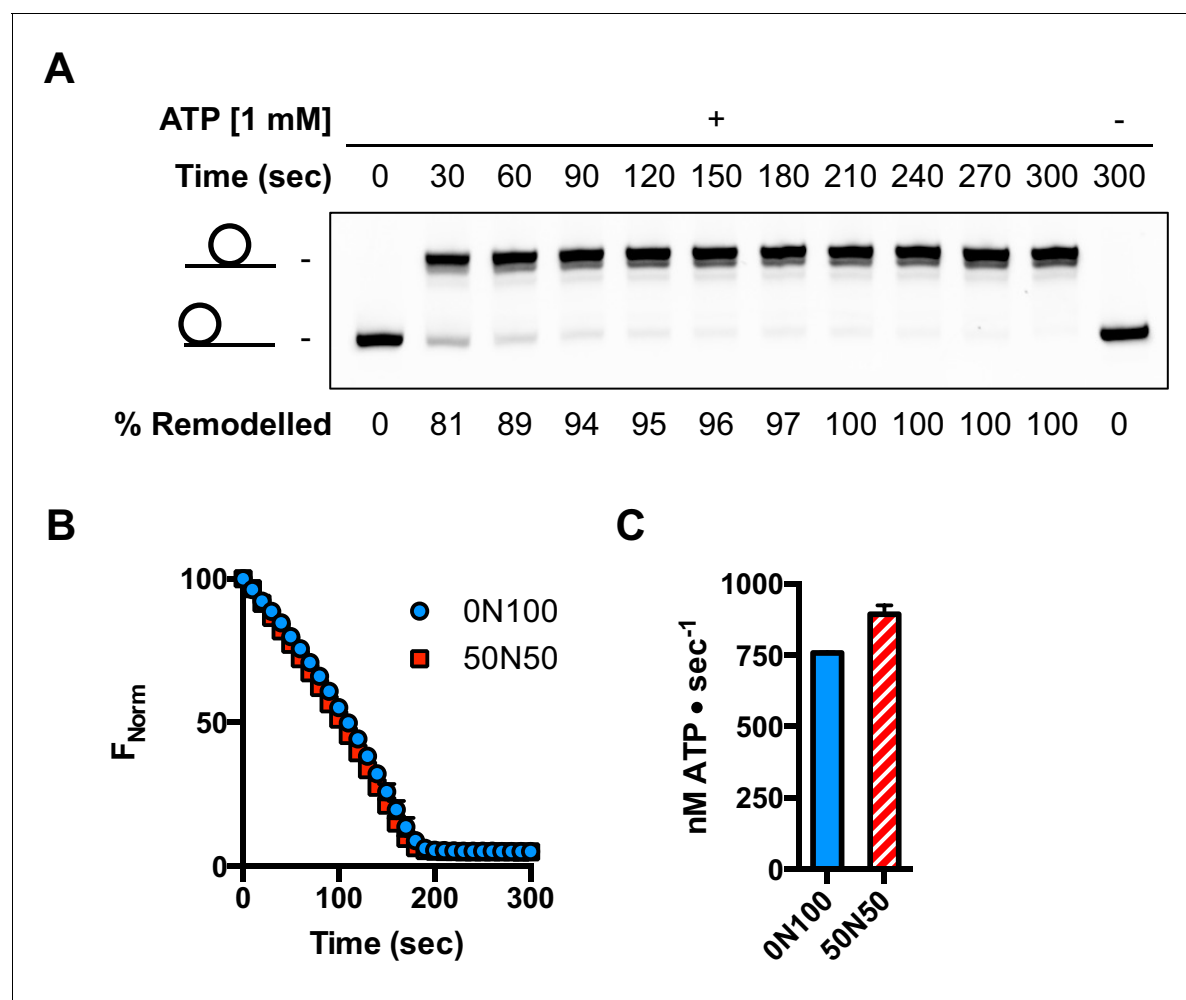 A
ATP [1 mM] + -
Time (sec) 0 30 60 90 120 150 180 210 240 270 300 300
-
-
% Remodelled 0 81 89 94 95 96 97 100 100 100 100 0
B
100
50
0
F_Norm
0 100 200 300
Time (sec)
0N100
50N50
C
1000
750
500
250
0
nM ATP • sec⁻¹
0N100
50N50